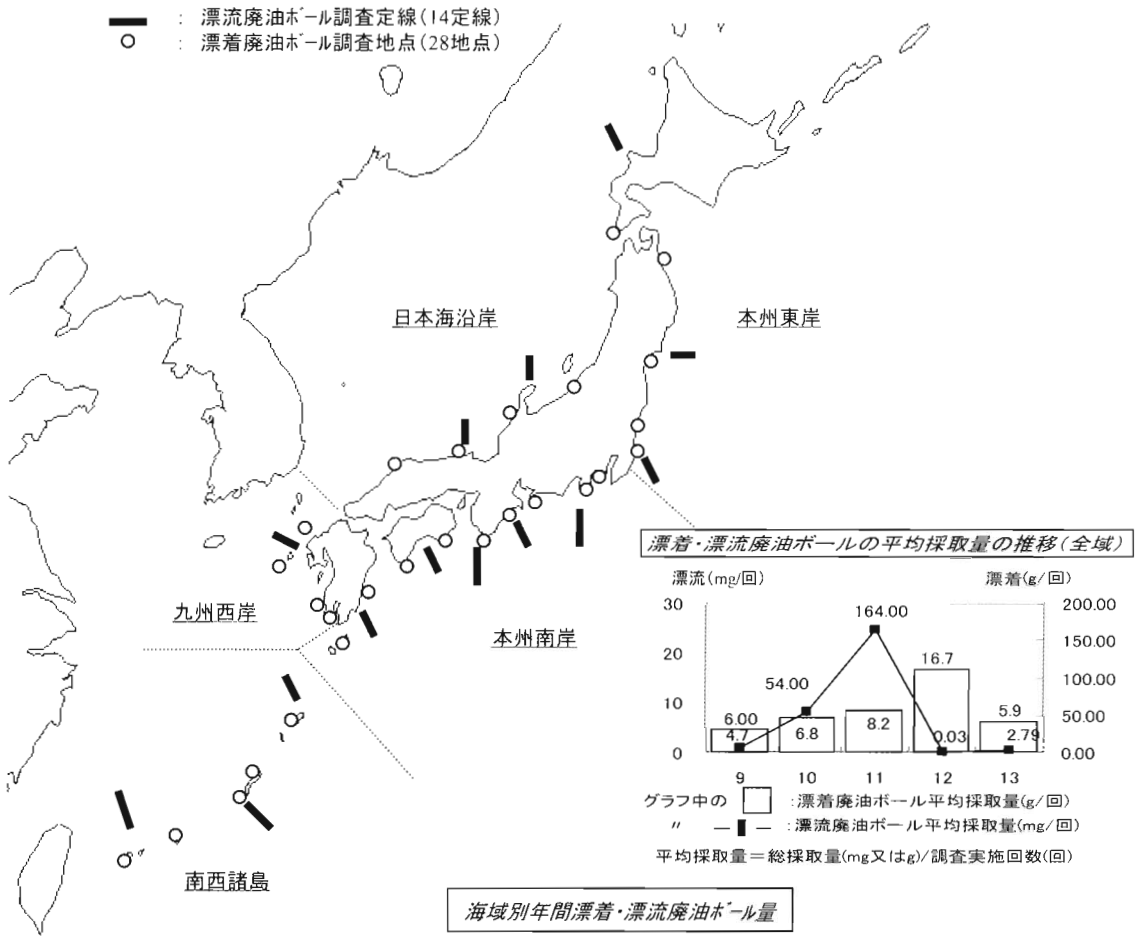 ： 漂流廃油ボール調査定線(14定線)
： 漂着廃油ボール調査地点(28地点)
日本海沿岸
本州東岸
九州西岸
本州南岸
南西諸島
漂着・漂流廃油ボールの平均採取量の推移(全域)
漂流(mg/回) 漂着(g/回)
30 20 10 0
200.00 150.00 100.00 50.00 0.00
6.00 54.00 164.00 0.03 2.79
4.7 6.8 8.2 16.7 5.9
9 10 11 12 13
グラフ中の ：漂着廃油ボール平均採取量(g/回)
〃 ：漂流廃油ボール平均採取量(mg/回)
平均採取量＝総採取量(mg又はg)/調査実施回数(回)
海域別年間漂着・漂流廃油ボール量